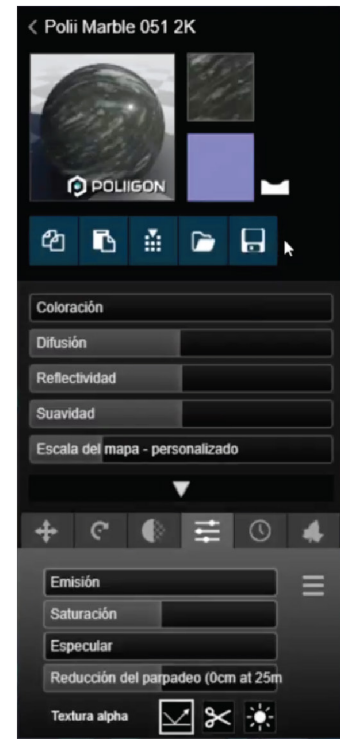 < Polii Marble 051 2K
POLIIGON
Coloración
Difusión
Reflectividad
Suavidad
Escala del mapa - personalizado
Emisión
Saturación
Especular
Reducción del parpadeo (0cm at 25m
Textura alpha